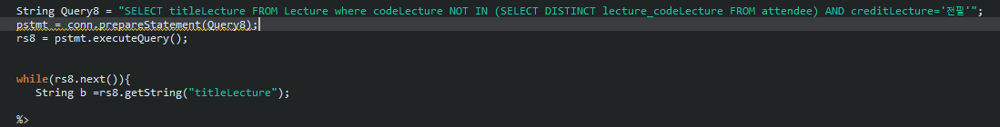 String Query8 = "SELECT titleLecture FROM Lecture where codeLecture NOT IN (SELECT DISTINCT lecture_codeLecture FROM attendee) AND creditLecture='전필'";
pstmt = conn.prepareStatement(Query8);
rs8 = pstmt.executeQuery();
while(rs8.next()){
String b =rs8.getString("titleLecture");
%>